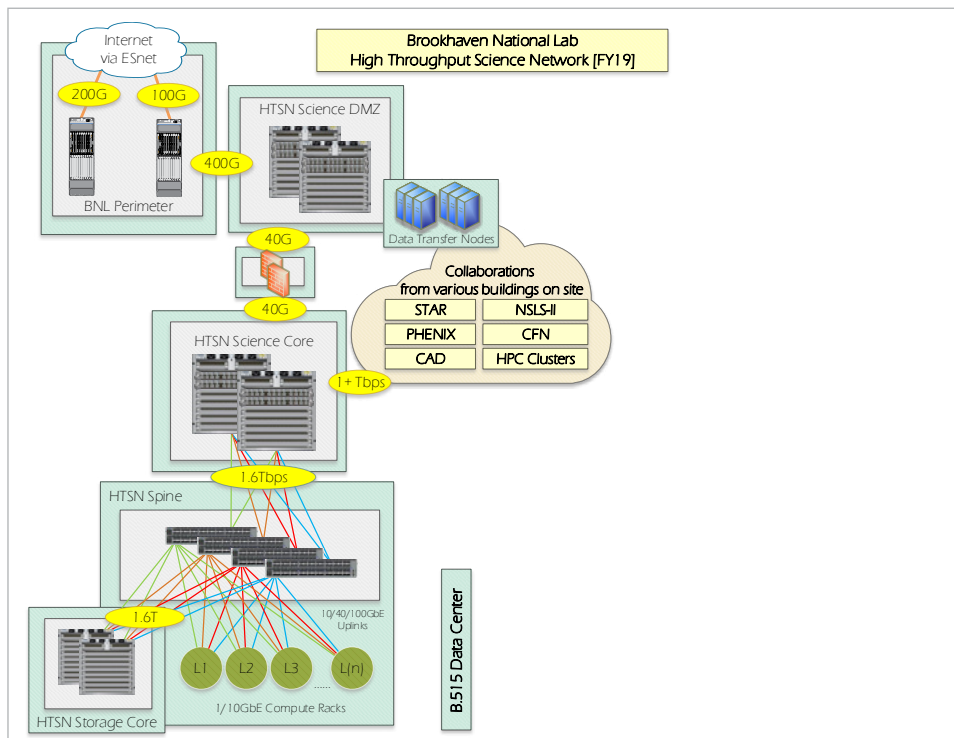 Brookhaven National Lab
High Throughput Science Network [FY19]
Internet
via ESnet
200G
100G
BNL Perimeter
400G
HTSN Science DMZ
Data Transfer Nodes
40G
40G
Collaborations
from various buildings on site
STAR
NSLS-II
PHENIX
CFN
CAD
HPC Clusters
HTSN Science Core
1+ Tbps
1.6Tbps
HTSN Spine
10/40/100GbE
Uplinks
1.6T
L1
L2
L3
......
L(n)
1/10GbE Compute Racks
HTSN Storage Core
B.515 Data Center